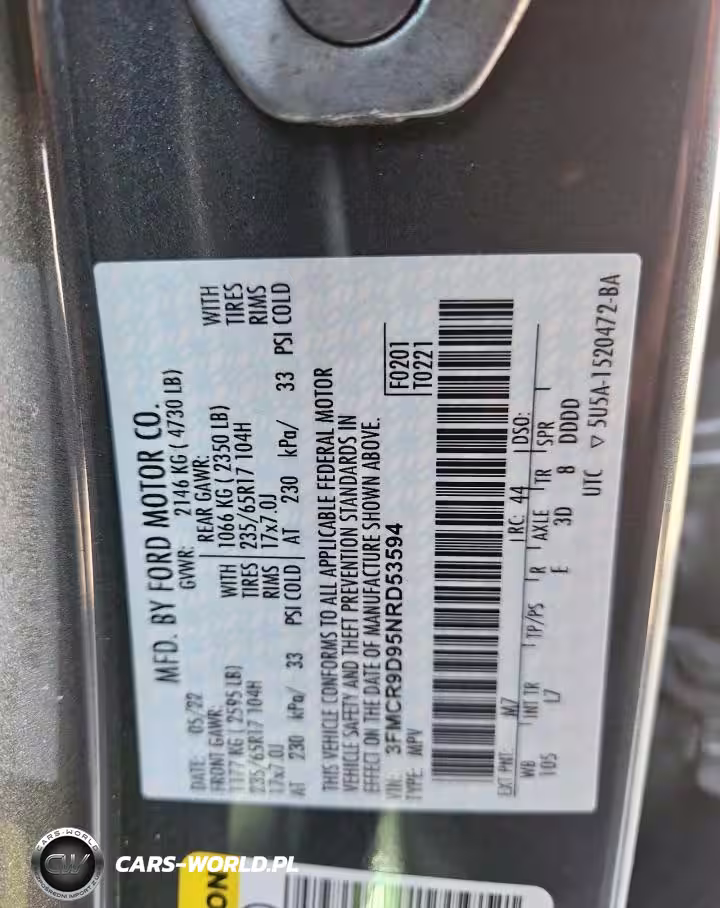 MFD. BY FORD MOTOR CO.
DATE: 05/22 GVWR: 2146 KG ( 4730 LB)
FRONT GAWR: REAR GAWR:
1177 KG ( 2595 LB) WITH 1066 KG ( 2350 LB) WITH
235/65R17 104H TIRES 235/65R17 104H TIRES
17x7.0J RIMS 17x7.0J RIMS
AT 230 kPa/ 33 PSI COLD AT 230 kPa/ 33 PSI COLD
THIS VEHICLE CONFORMS TO ALL APPLICABLE FEDERAL MOTOR
VEHICLE SAFETY AND THEFT PREVENTION STANDARDS IN
EFFECT ON THE DATE OF MANUFACTURE SHOWN ABOVE.
VIN: 3FMCR9D95NRD53594 F0201
TYPE: MPV T0221
EXT PNT: M7 RC: 44 DSO:
WB INT TR TP/PS R AXLE TR SPR
105 L7 E 3D 8 DDDD
UTC ▽ 5U5A-1520472-BA
CARS-WORLD
CW
CARS-WORLD.PL